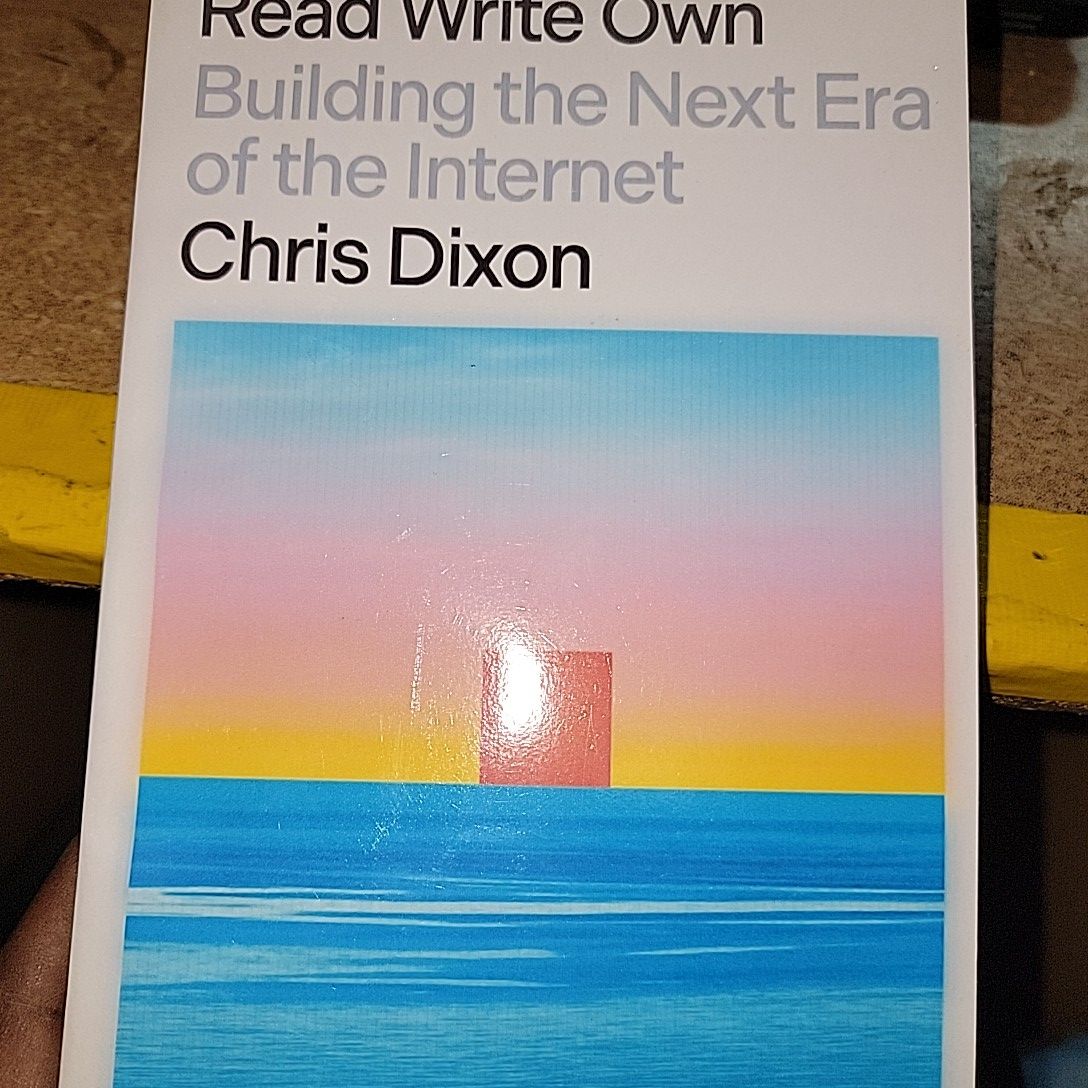 Read Write Own
Building the Next Era
of the Internet
Chris Dixon